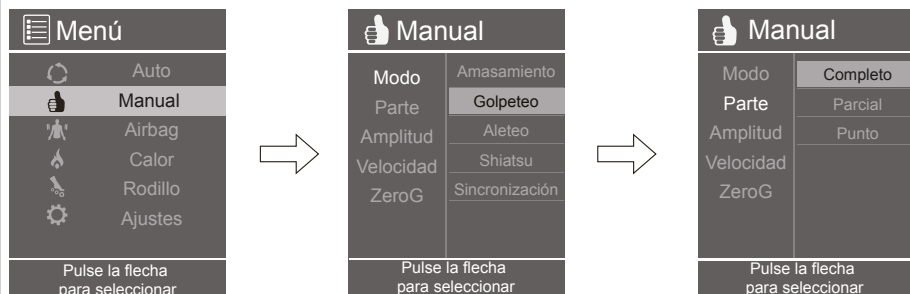 Menú
Auto
Manual
Airbag
Calor
Rodillo
Ajustes
Pulse la flecha
para seleccionar
Manual
Modo
Parte
Amplitud
Velocidad
ZeroG
Amasamiento
Golpeteo
Aleteo
Shiatsu
Sincronización
Pulse la flecha
para seleccionar
Manual
Modo
Parte
Amplitud
Velocidad
ZeroG
Completo
Parcial
Punto
Pulse la flecha
para seleccionar